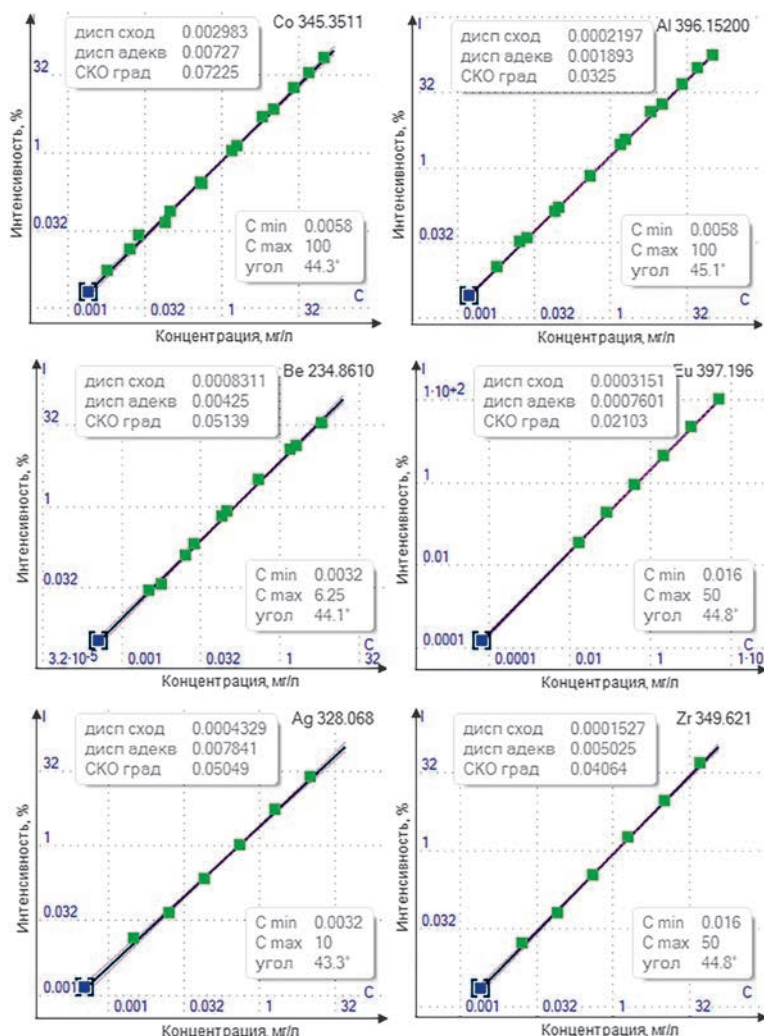 I
Co 345.3511
дисп сход 0.002983
дисп адекв 0.00727
СКО град 0.07225
32
1
0.032
Интенсивность, %
C min 0.0058
C max 100
угол 44.3°
C
0.001 0.032 1 32
Концентрация, мг/л
I
Al 396.15200
дисп сход 0.0002197
дисп адекв 0.001893
СКО град 0.0325
32
1
0.032
Интенсивность, %
C min 0.0058
C max 100
угол 45.1°
C
0.001 0.032 1 32
Концентрация, мг/л
I
Be 234.8610
дисп сход 0.0008311
дисп адекв 0.00425
СКО град 0.05139
32
1
0.032
Интенсивность, %
C min 0.0032
C max 6.25
угол 44.1°
C
3.2·10⁻⁵ 0.001 0.032 1 32
Концентрация, мг/л
I
Eu 397.196
дисп сход 0.0003151
дисп адекв 0.0007601
СКО град 0.02103
1·10+2
1
0.01
0.0001
Интенсивность, %
C min 0.016
C max 50
угол 44.8°
C
0.0001 0.01 1 1·10
Концентрация, мг/л
I
Ag 328.068
дисп сход 0.0004329
дисп адекв 0.007841
СКО град 0.05049
32
1
0.032
0.001
Интенсивность, %
C min 0.0032
C max 10
угол 43.3°
C
0.001 0.032 1 32
Концентрация, мг/л
I
Zr 349.621
дисп сход 0.0001527
дисп адекв 0.005025
СКО град 0.04064
32
1
0.032
Интенсивность, %
C min 0.016
C max 50
угол 44.8°
C
0.001 0.032 1 32
Концентрация, мг/л